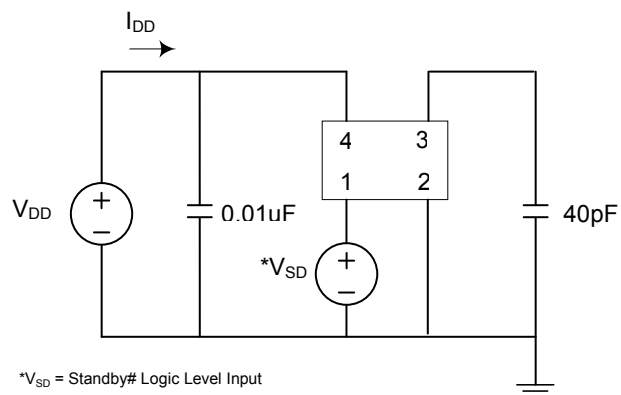 IDD
4 3
1 2
VDD
+
–
0.01uF
*VSD
+
–
40pF
*VSD = Standby# Logic Level Input